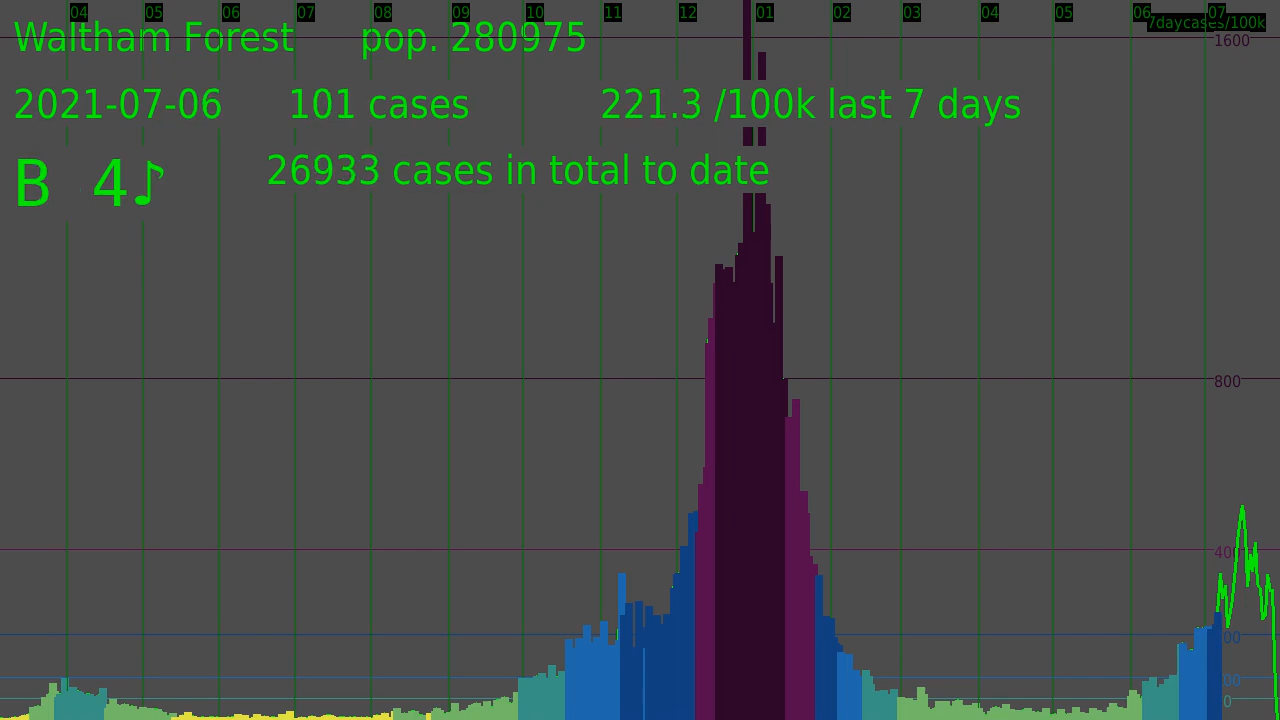 04 05 06 07 08 09 10 11 12 01 02 03 04 05 06 07
7daycases/100k
Waltham Forest pop. 280975
1600
2021-07-06 101 cases 221.3 /100k last 7 days
B 4♪ 26933 cases in total to date
800